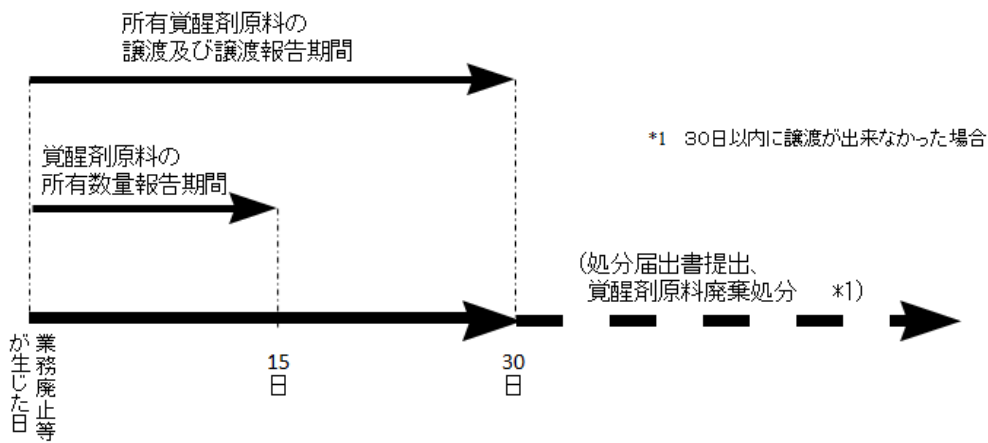 所有覚醒剤原料の
譲渡及び譲渡報告期間
*1 30日以内に譲渡が出来なかった場合
覚醒剤原料の
所有数量報告期間
(処分届出書提出、
覚醒剤原料廃棄処分 *1)
業務廃止等
が生じた日
15
日
30
日